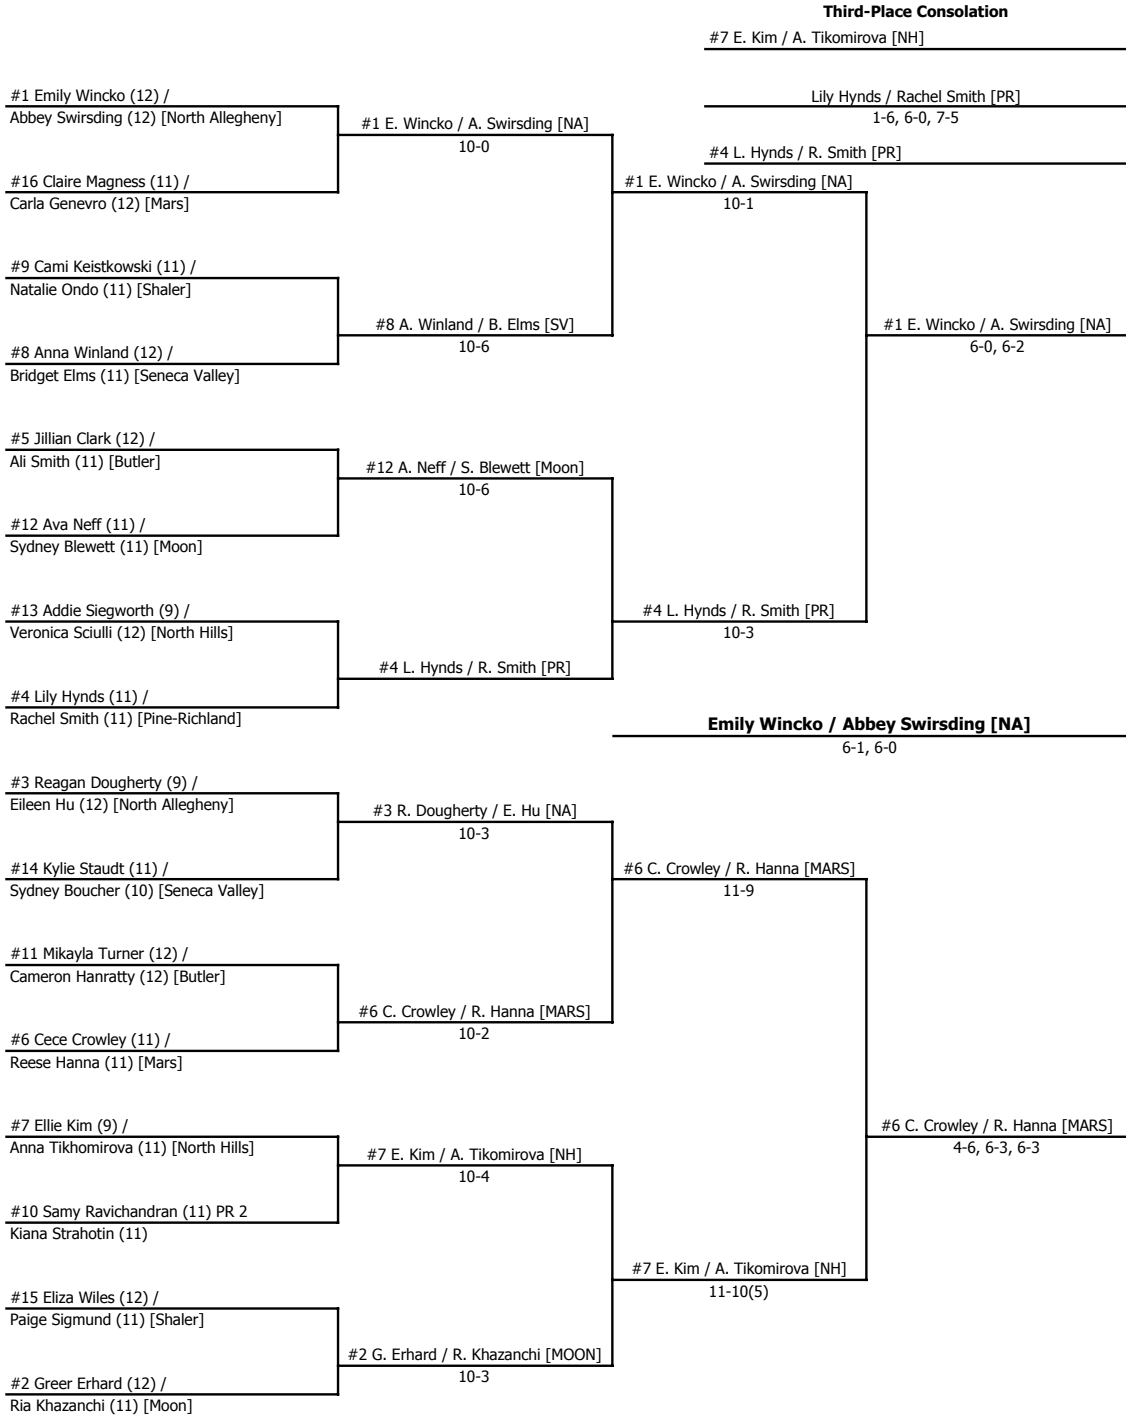 Third-Place Consolation
#7 E. Kim / A. Tikomirova [NH]
Lily Hynds / Rachel Smith [PR]
1-6, 6-0, 7-5
#4 L. Hynds / R. Smith [PR]
#1 Emily Wincko (12) /
Abbey Swirsding (12) [North Allegheny]
#16 Claire Magness (11) /
Carla Genevro (12) [Mars]
#9 Cami Keistkowski (11) /
Natalie Ondo (11) [Shaler]
#8 Anna Winland (12) /
Bridget Elms (11) [Seneca Valley]
#5 Jillian Clark (12) /
Ali Smith (11) [Butler]
#12 Ava Neff (11) /
Sydney Blewett (11) [Moon]
#13 Addie Siegworth (9) /
Veronica Sciulli (12) [North Hills]
#4 Lily Hynds (11) /
Rachel Smith (11) [Pine-Richland]
#3 Reagan Dougherty (9) /
Eileen Hu (12) [North Allegheny]
#14 Kylie Staudt (11) /
Sydney Boucher (10) [Seneca Valley]
#11 Mikayla Turner (12) /
Cameron Hanratty (12) [Butler]
#6 Cece Crowley (11) /
Reese Hanna (11) [Mars]
#7 Ellie Kim (9) /
Anna Tikhomirova (11) [North Hills]
#10 Samy Ravichandran (11) PR 2
Kiana Strahotin (11)
#15 Eliza Wiles (12) /
Paige Sigmund (11) [Shaler]
#2 Greer Erhard (12) /
Ria Khazanchi (11) [Moon]
#1 E. Wincko / A. Swirsding [NA]
10-0
#8 A. Winland / B. Elms [SV]
10-6
#12 A. Neff / S. Blewett [Moon]
10-6
#4 L. Hynds / R. Smith [PR]
#3 R. Dougherty / E. Hu [NA]
10-3
#6 C. Crowley / R. Hanna [MARS]
10-2
#7 E. Kim / A. Tikomirova [NH]
10-4
#2 G. Erhard / R. Khazanchi [MOON]
10-3
#1 E. Wincko / A. Swirsding [NA]
10-1
#4 L. Hynds / R. Smith [PR]
10-3
#6 C. Crowley / R. Hanna [MARS]
11-9
#7 E. Kim / A. Tikomirova [NH]
11-10(5)
#1 E. Wincko / A. Swirsding [NA]
6-0, 6-2
#6 C. Crowley / R. Hanna [MARS]
4-6, 6-3, 6-3
Emily Wincko / Abbey Swirsding [NA]
6-1, 6-0